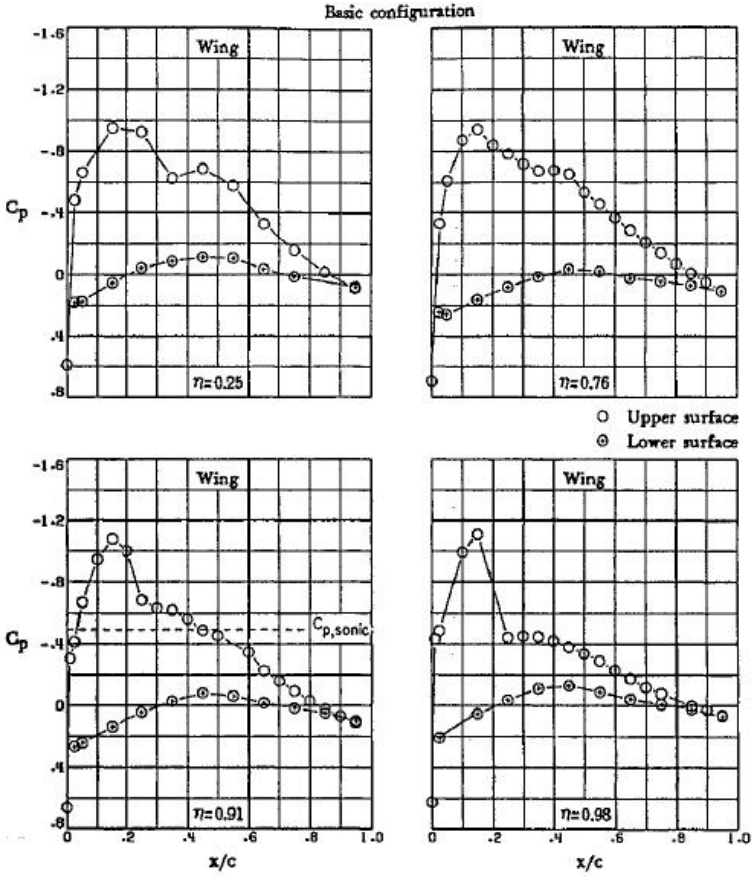 Basic configuration
-1.6
Wing
Wing
-1.2
-.8
Cp
-.4
0
.4
.8
η=0.25
η=0.76
Upper surface
Lower surface
-1.6
Wing
Wing
-1.2
-.8
Cp,sonic
Cp
-.4
0
.4
.8
η=0.91
η=0.98
0 .2 .4 .6 .8 1.0
0 .2 .4 .6 .8 1.0
x/c
x/c